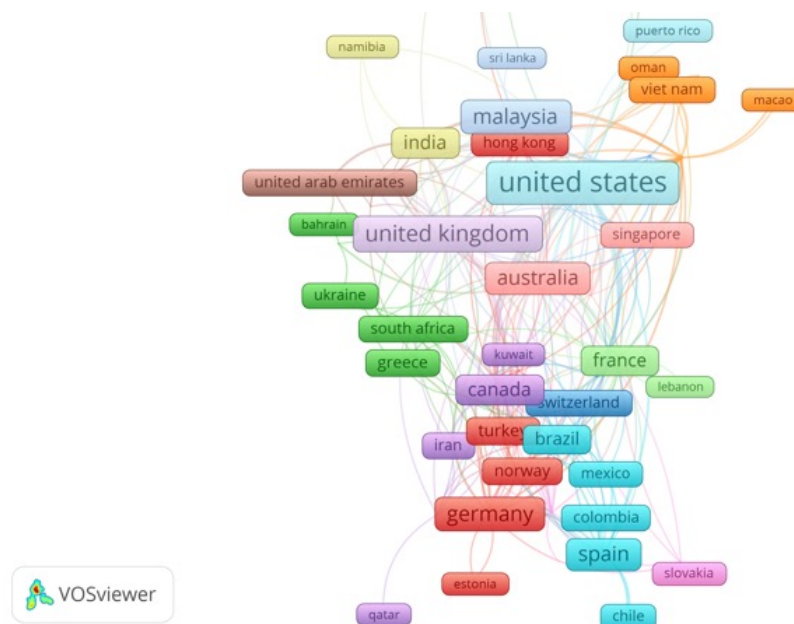 puerto rico
namibia
sri lanka
oman
viet nam
macao
malaysia
india
hong kong
united arab emirates
united states
bahrain
united kingdom
singapore
australia
ukraine
south africa
kuwait
greece
france
canada
lebanon
switzerland
turkey
brazil
iran
norway
mexico
germany
colombia
spain
slovakia
estonia
VOSviewer
qatar
chile